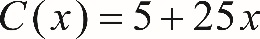 C(x) = 5 + 25x